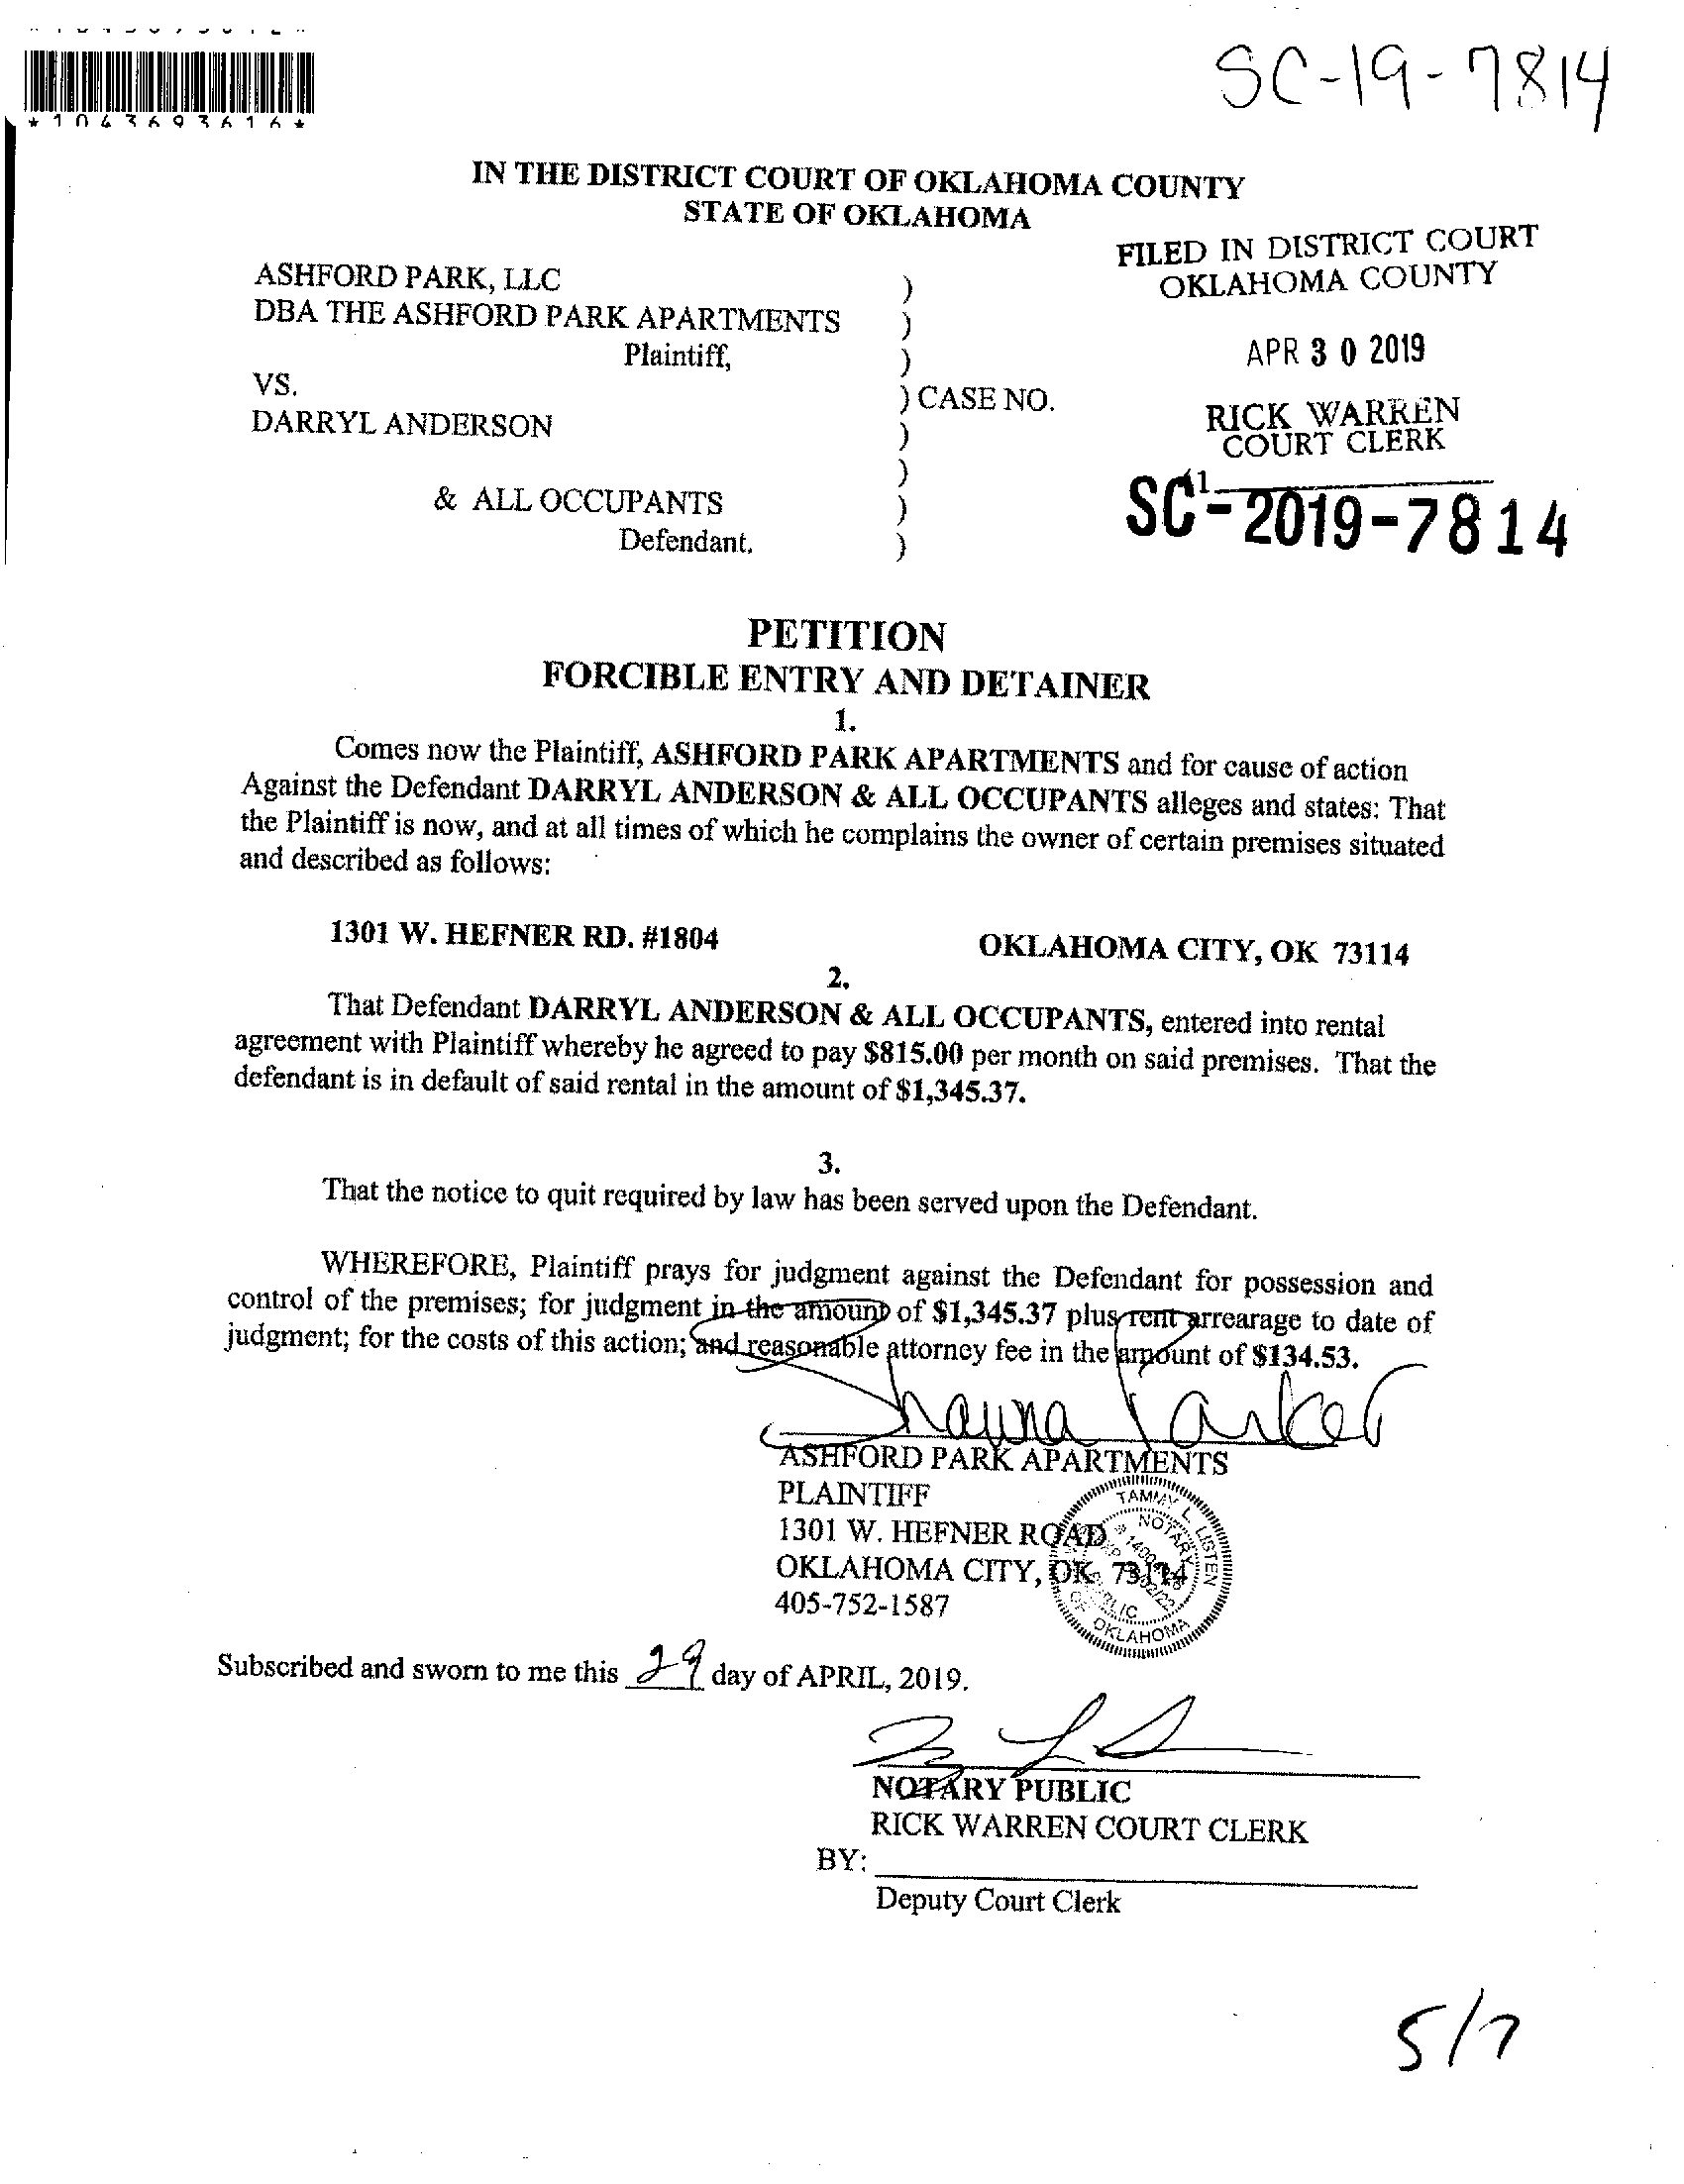 SC-19-7814
*1043693616*
IN THE DISTRICT COURT OF OKLAHOMA COUNTY
STATE OF OKLAHOMA
FILED IN DISTRICT COURT
OKLAHOMA COUNTY
ASHFORD PARK, LLC )
DBA THE ASHFORD PARK APARTMENTS )
Plaintiff, )
APR 30 2019
VS. ) CASE NO.
RICK WARREN
COURT CLERK
DARRYL ANDERSON )
)
& ALL OCCUPANTS )
SC-2019-7814
Defendant. )
PETITION
FORCIBLE ENTRY AND DETAINER
1.
Comes now the Plaintiff, ASHFORD PARK APARTMENTS and for cause of action
Against the Defendant DARRYL ANDERSON & ALL OCCUPANTS alleges and states: That
the Plaintiff is now, and at all times of which he complains the owner of certain premises situated
and described as follows:
1301 W. HEFNER RD. #1804 OKLAHOMA CITY, OK 73114
2.
That Defendant DARRYL ANDERSON & ALL OCCUPANTS, entered into rental
agreement with Plaintiff whereby he agreed to pay $815.00 per month on said premises. That the
defendant is in default of said rental in the amount of $1,345.37.
3.
That the notice to quit required by law has been served upon the Defendant.
WHEREFORE, Plaintiff prays for judgment against the Defendant for possession and
control of the premises; for judgment in the amount of $1,345.37 plus rent arrearage to date of
judgment; for the costs of this action; and reasonable attorney fee in the amount of $134.53.
Shawna Parker
ASHFORD PARK APARTMENTS
PLAINTIFF
1301 W. HEFNER ROAD
OKLAHOMA CITY, OK 73114
405-752-1587
TAMMY L LISTEN
NOTARY
PUBLIC
OF OKLAHOMA
Subscribed and sworn to me this 29 day of APRIL, 2019.
NOTARY PUBLIC
RICK WARREN COURT CLERK
BY:
Deputy Court Clerk
5/7